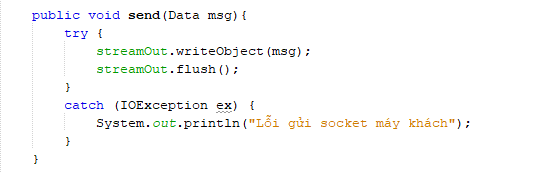 public void send(Data msg){
try {
streamOut.writeObject(msg);
streamOut.flush();
}
catch (IOException ex) {
System.out.println("Lỗi gửi socket máy khách");
}
}